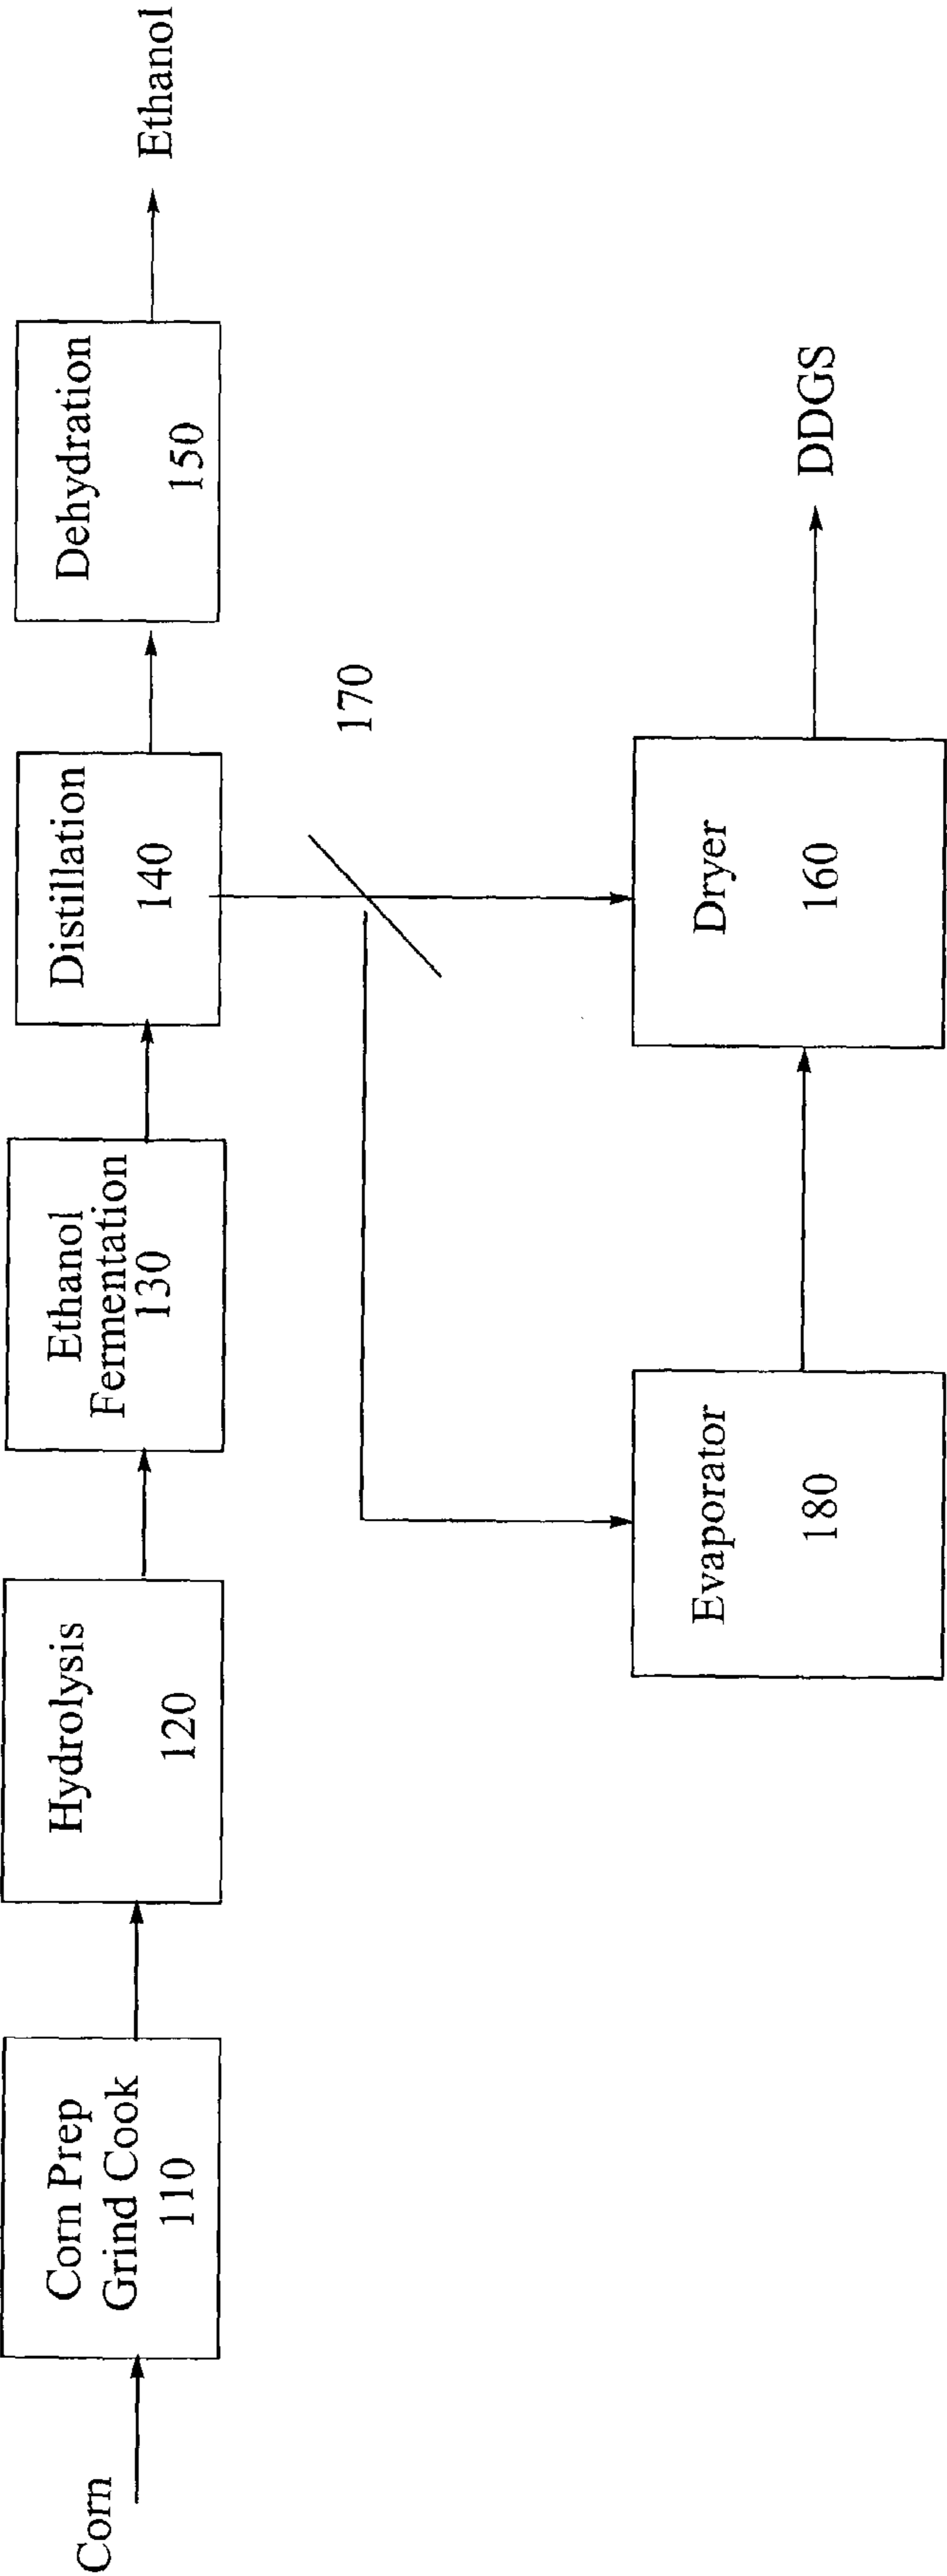 Corn
Corn Prep
Grind Cook
110
Hydrolysis
120
Ethanol
Fermentation
130
Distillation
140
Dehydration
150
Ethanol
170
Evaporator
180
Dryer
160
DDGS